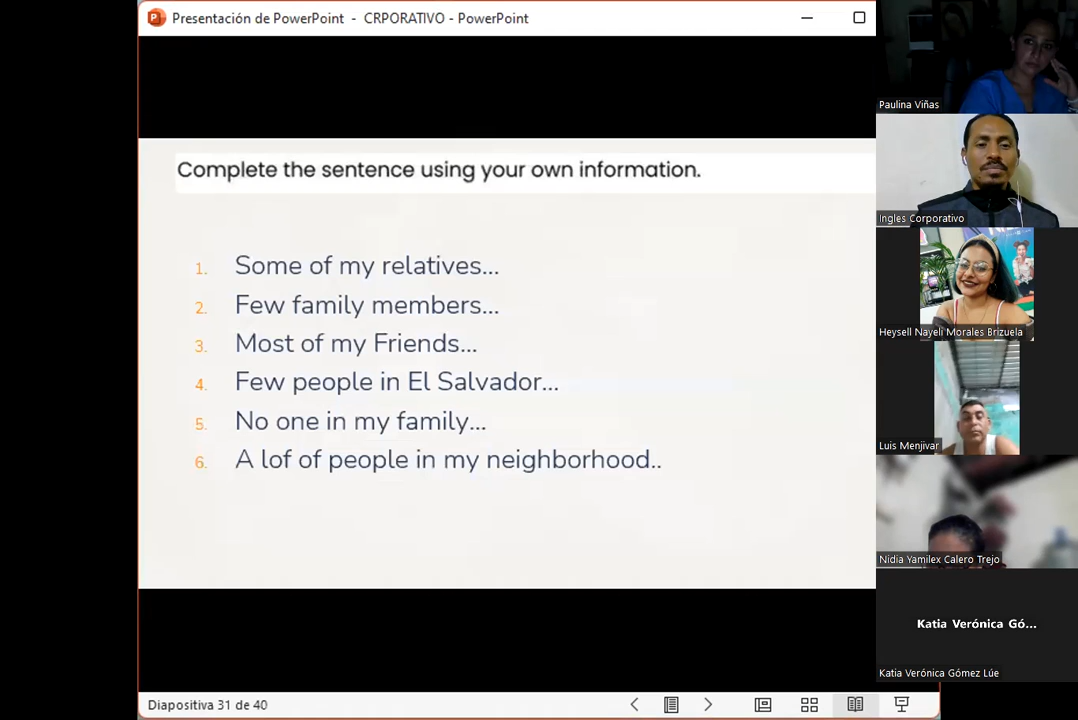 Presentación de PowerPoint - CRPORATIVO - PowerPoint
Complete the sentence using your own information.
1. Some of my relatives...
2. Few family members...
3. Most of my Friends...
4. Few people in El Salvador...
5. No one in my family...
6. A lof of people in my neighborhood..
Diapositiva 31 de 40
Paulina Viñas
Ingles Corporativo
Heysell Nayeli Morales Brizuela
Luis Menjivar
Nidia Yamilex Calero Trejo
Katia Verónica Gó...
Katia Verónica Gómez Lúe